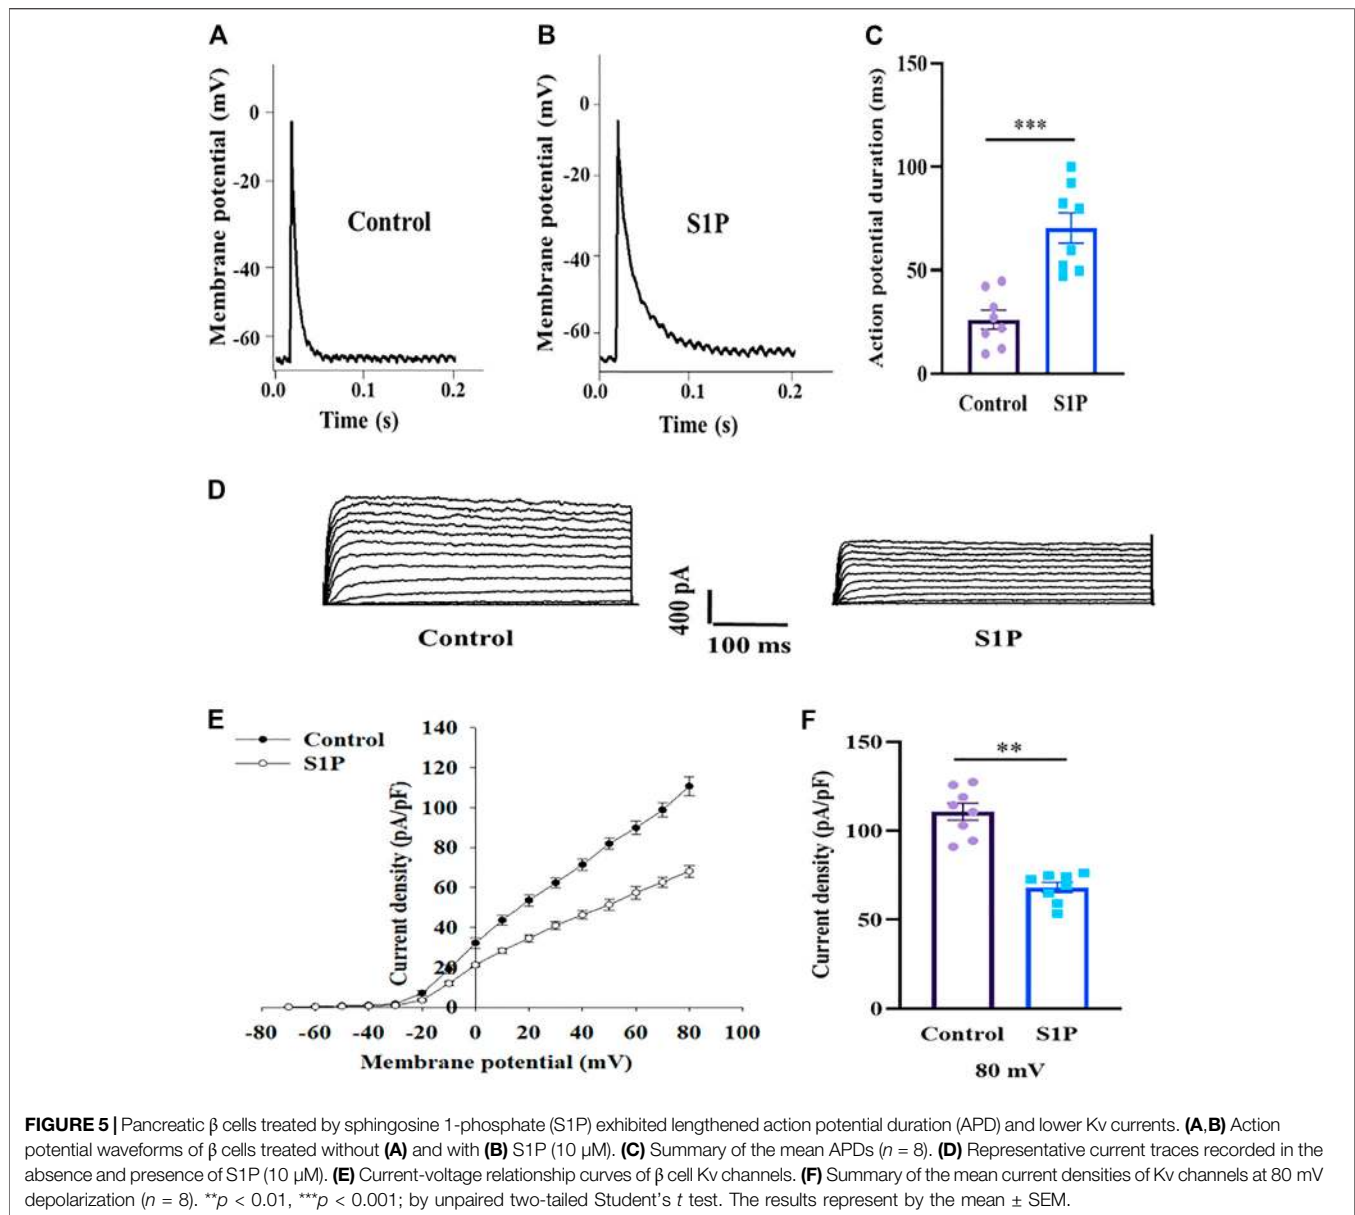 A
Membrane potential (mV)
0
-20
-40
-60
Control
0.0
0.1
0.2
Time (s)
B
Membrane potential (mV)
0
-20
-40
-60
S1P
0.0
0.1
0.2
Time (s)
C
Action potential duration (ms)
150
100
50
0
***
Control
S1P
D
Control
400 pA
100 ms
S1P
E
Control
S1P
Current density (pA/pF)
140
120
100
80
60
40
20
0
-80
-60
-40
-20
0
20
40
60
80
100
Membrane potential (mV)
F
Current density (pA/pF)
150
100
50
0
**
Control
S1P
80 mV
FIGURE 5 | Pancreatic β cells treated by sphingosine 1-phosphate (S1P) exhibited lengthened action potential duration (APD) and lower Kv currents. (A,B) Action
potential waveforms of β cells treated without (A) and with (B) S1P (10 μM). (C) Summary of the mean APDs (n = 8). (D) Representative current traces recorded in the
absence and presence of S1P (10 μM). (E) Current-voltage relationship curves of β cell Kv channels. (F) Summary of the mean current densities of Kv channels at 80 mV
depolarization (n = 8). **p < 0.01, ***p < 0.001; by unpaired two-tailed Student's t test. The results represent by the mean ± SEM.